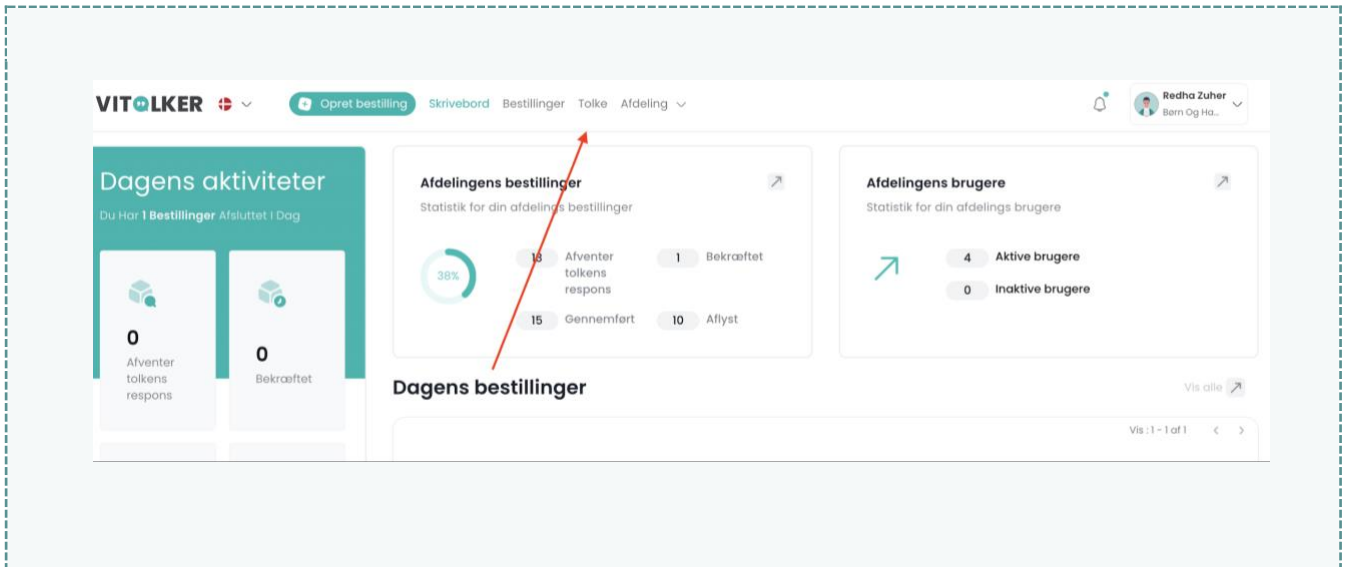 VITOLKER
Opret bestilling Skrivebord Bestillinger Tolke Afdeling
Redha Zuher
Børn Og Ha...
Dagens aktiviteter
Du Har 1 Bestillinger Afsluttet I Dag
0
Afventer
tolkens
respons
0
Bekræftet
Afdelingens bestillinger
Statistik for din afdelings bestillinger
38%
13 Afventer
tolkens
respons
1 Bekræftet
15 Gennemført
10 Aflyst
Afdelingens brugere
Statistik for din afdelings brugere
4 Aktive brugere
0 Inaktive brugere
Dagens bestillinger
Vis alle
Vis : 1 - 1 af 1